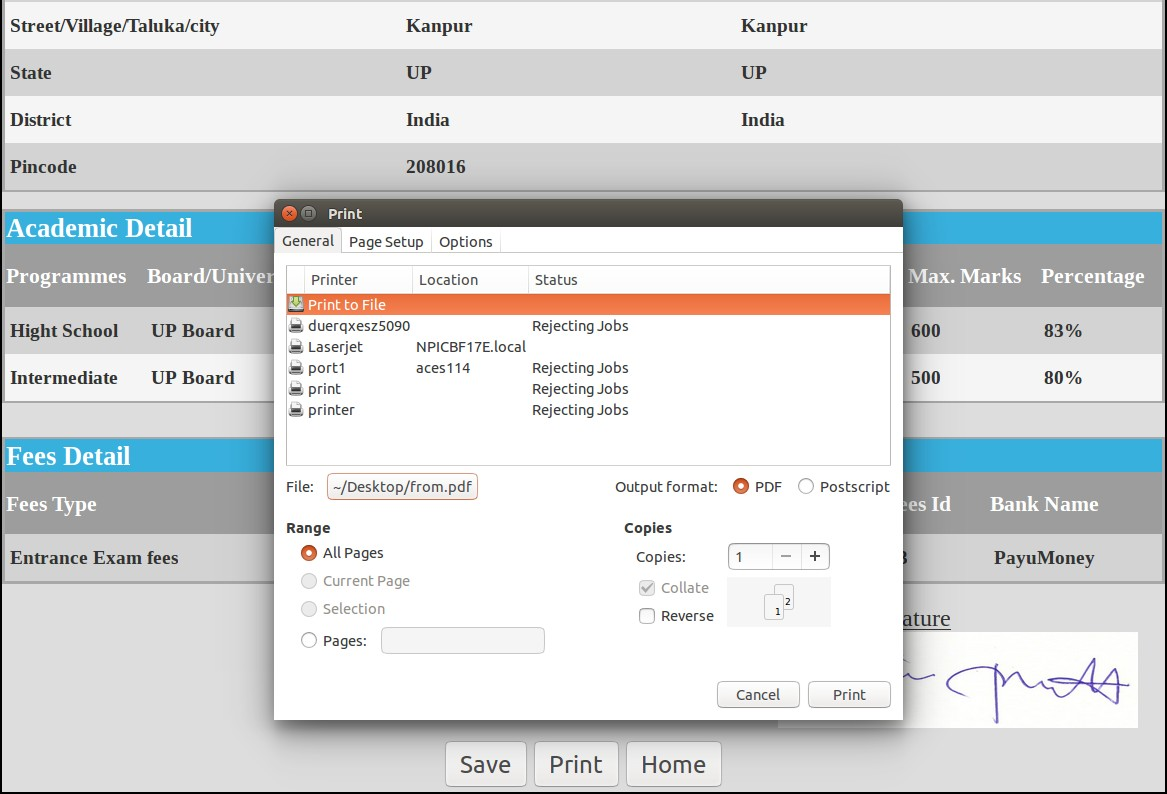 Street/Village/Taluka/city Kanpur Kanpur
State UP UP
District India India
Pincode 208016
Academic Detail
Programmes Board/Univer Max. Marks Percentage
Hight School UP Board 600 83%
Intermediate UP Board 500 80%
Fees Detail
Fees Type ees Id Bank Name
Entrance Exam fees PayuMoney
ature
Print
General Page Setup Options
Printer Location Status
Print to File
duerqxesz5090 Rejecting Jobs
Laserjet NPICBF17E.local
port1 aces114 Rejecting Jobs
print Rejecting Jobs
printer Rejecting Jobs
File: ~/Desktop/from.pdf Output format: PDF Postscript
Range Copies
All Pages Copies: 1 − +
Current Page Collate
Selection Reverse
1 2
Pages:
Cancel Print
Save Print Home